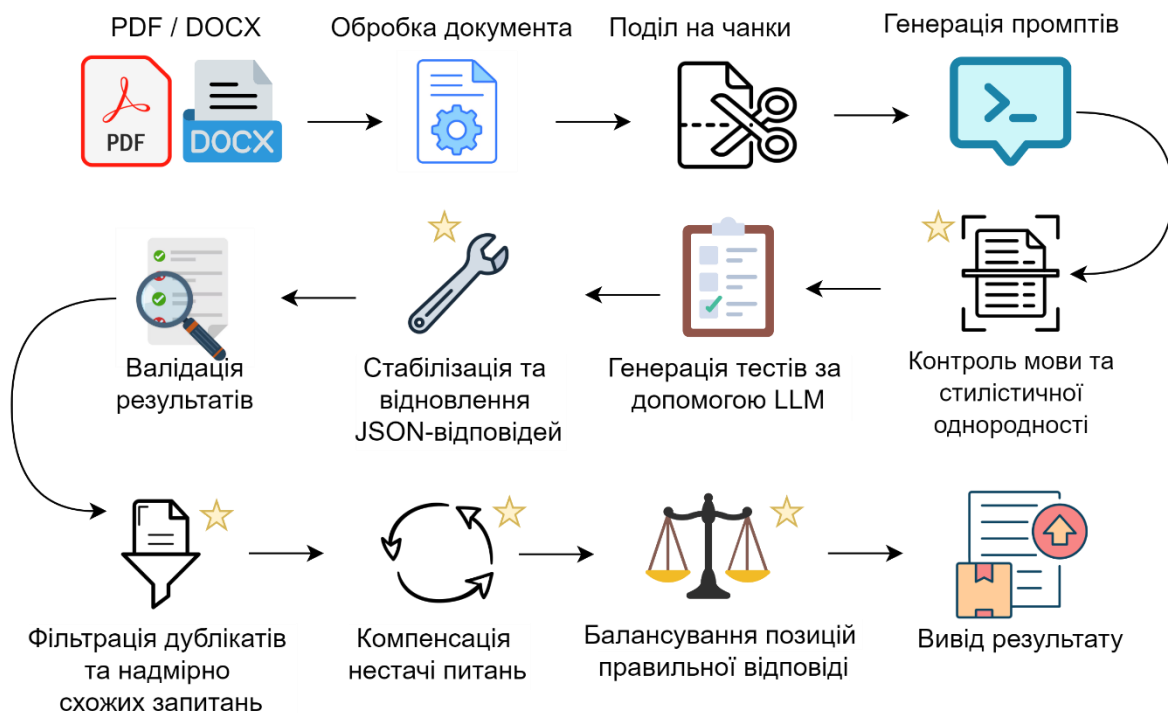 PDF / DOCX
Обробка документа
Поділ на чанки
Генерація промптів
PDF
DOCX
Контроль мови та
стилістичної
однорідності
Генерація тестів за
допомогою LLM
Стабілізація та
відновлення
JSON-відповідей
Валідація
результатів
Фільтрація дублікатів
та надмірно
схожих запитань
Компенсація
нестачі питань
Балансування позицій
правильної відповіді
Вивід результату